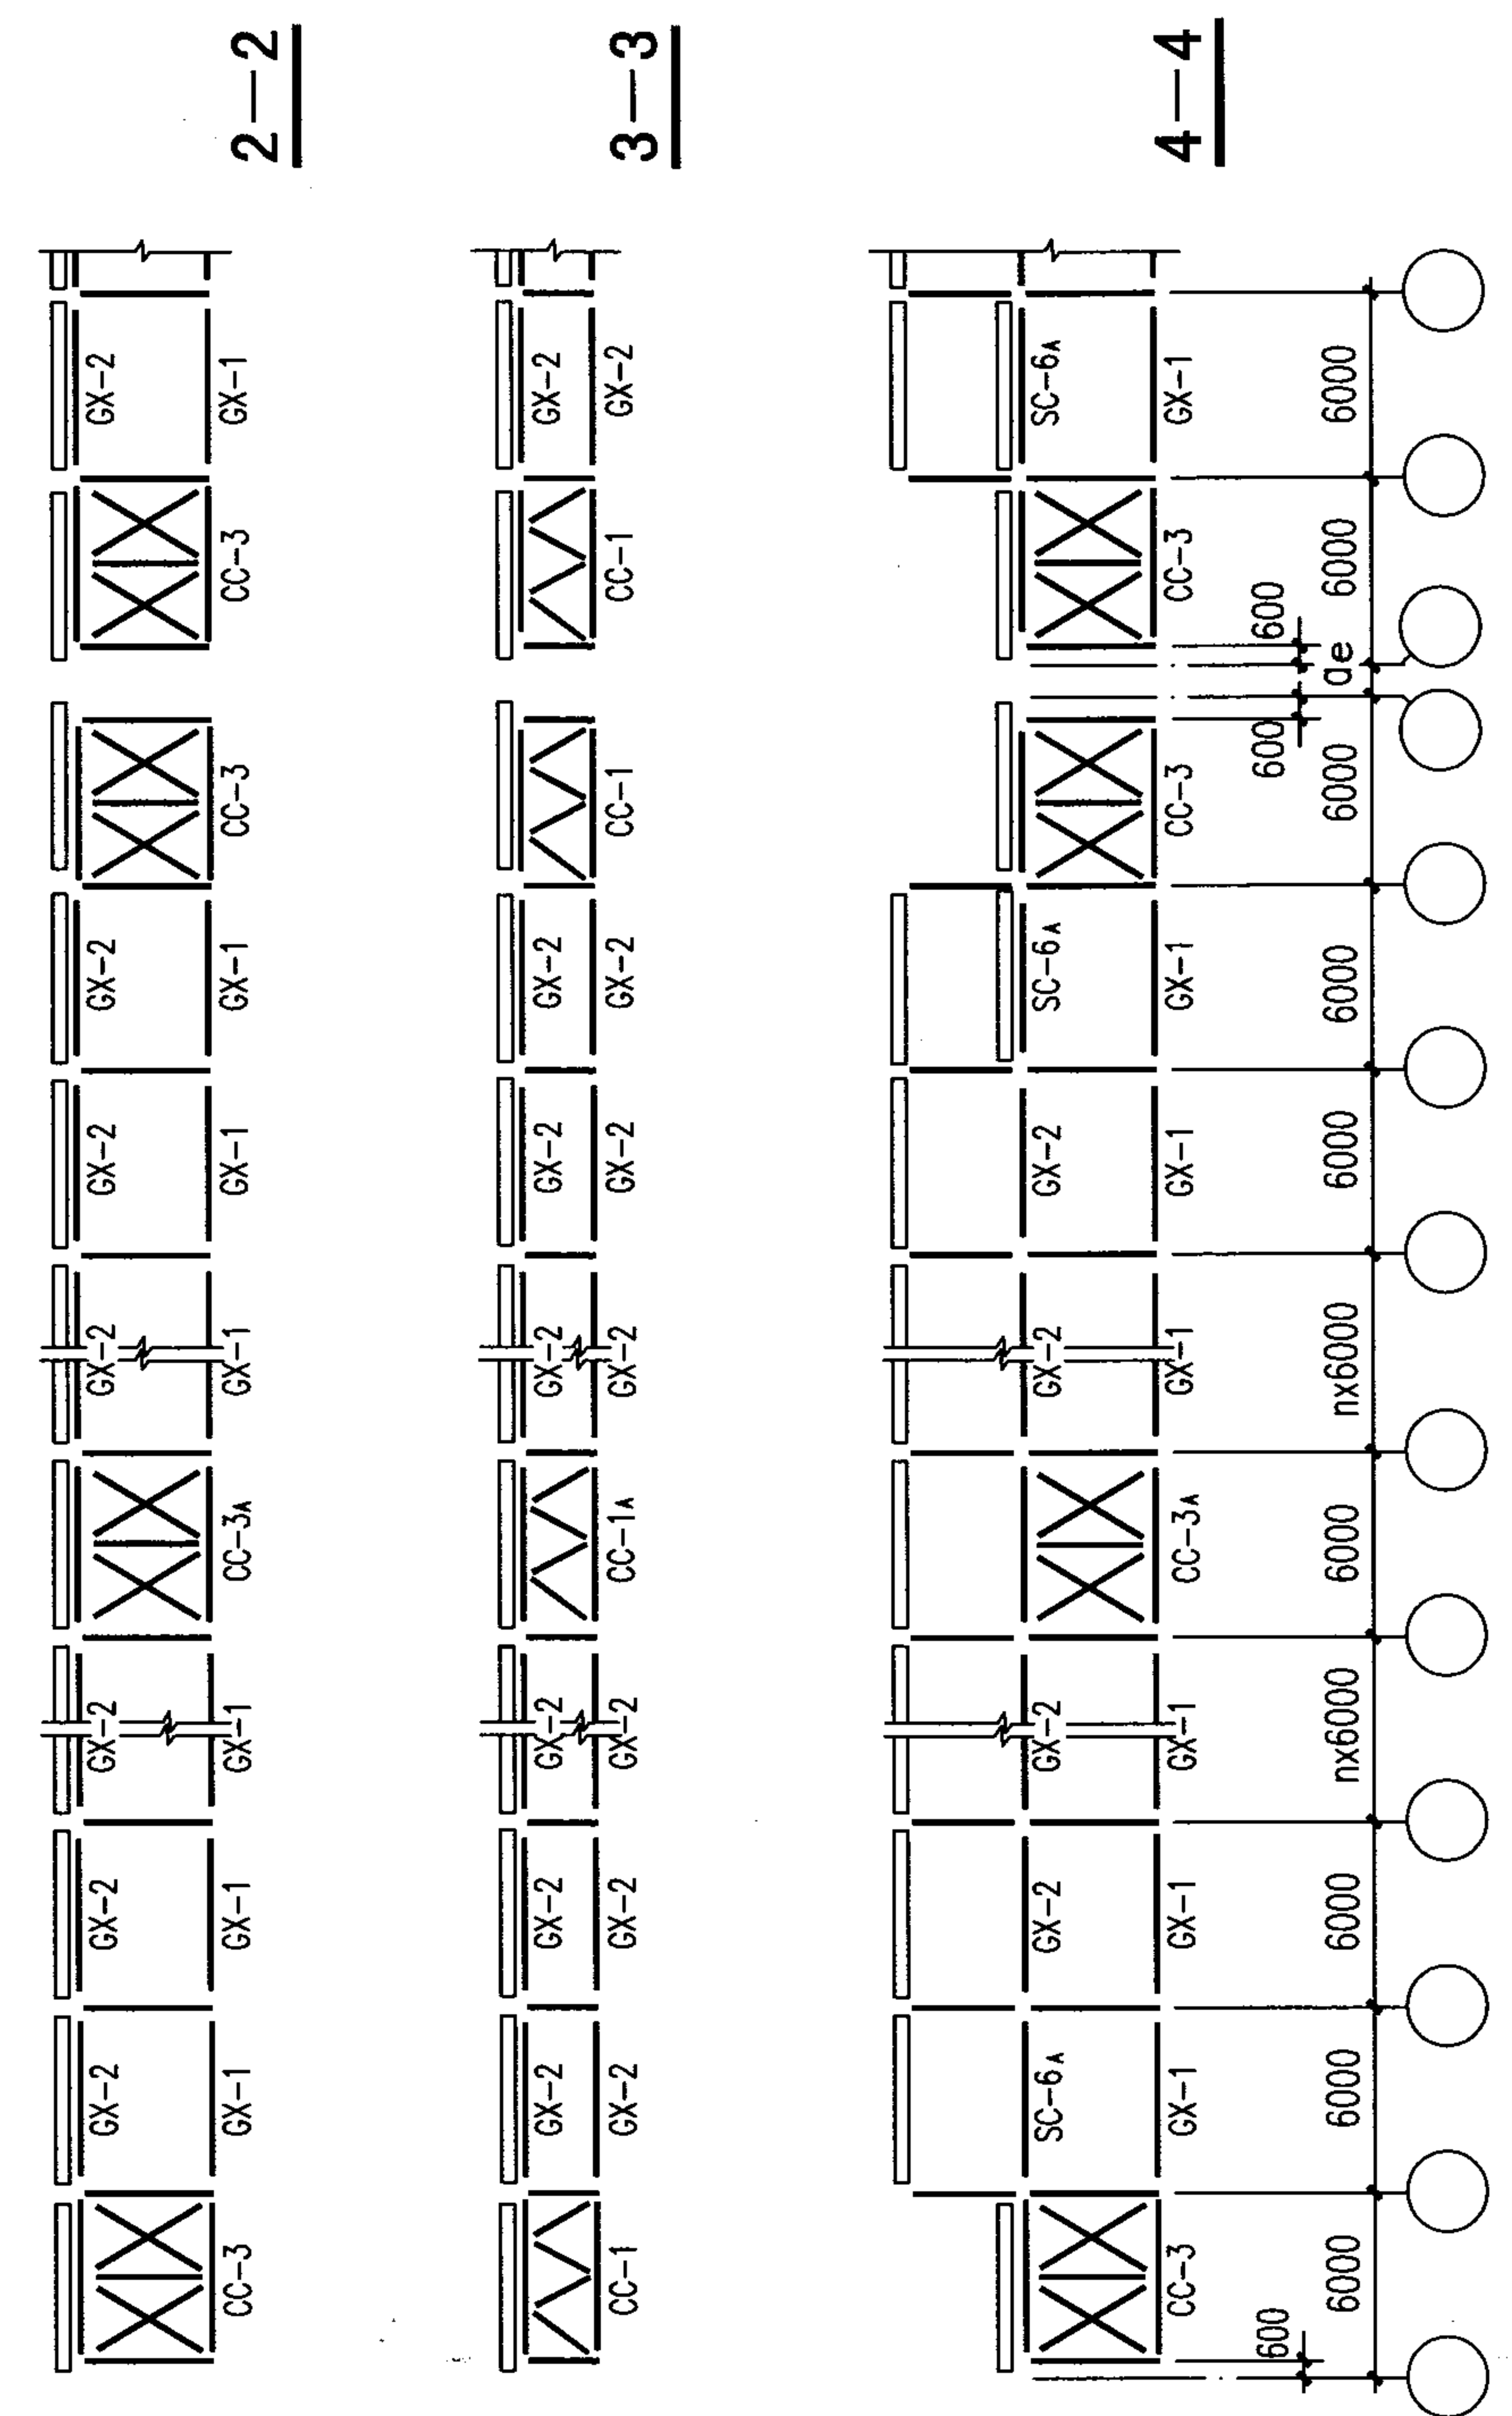 GX-2 GX-2 GX-2 GX-2 GX-2 GX-2 GX-2
CC-3 GX-1 GX-1 GX-1 CC-3A GX-1 GX-1 GX-1 CC-3 CC-3 GX-1
2—2
GX-2 GX-2 GX-2 GX-2 GX-2 GX-2 GX-2
CC-1 GX-2 GX-2 GX-2 CC-1A GX-2 GX-2 GX-2 CC-1 CC-1 GX-2
3—3
SC-6A GX-2 GX-2 GX-2 GX-2 SC-6A SC-6A
CC-3 GX-1 GX-1 GX-1 CC-3A GX-1 GX-1 GX-1 CC-3 CC-3 GX-1
4—4
600 600 600
6000 6000 6000 nx6000 6000 nx6000 6000 6000 6000 ae 6000 6000